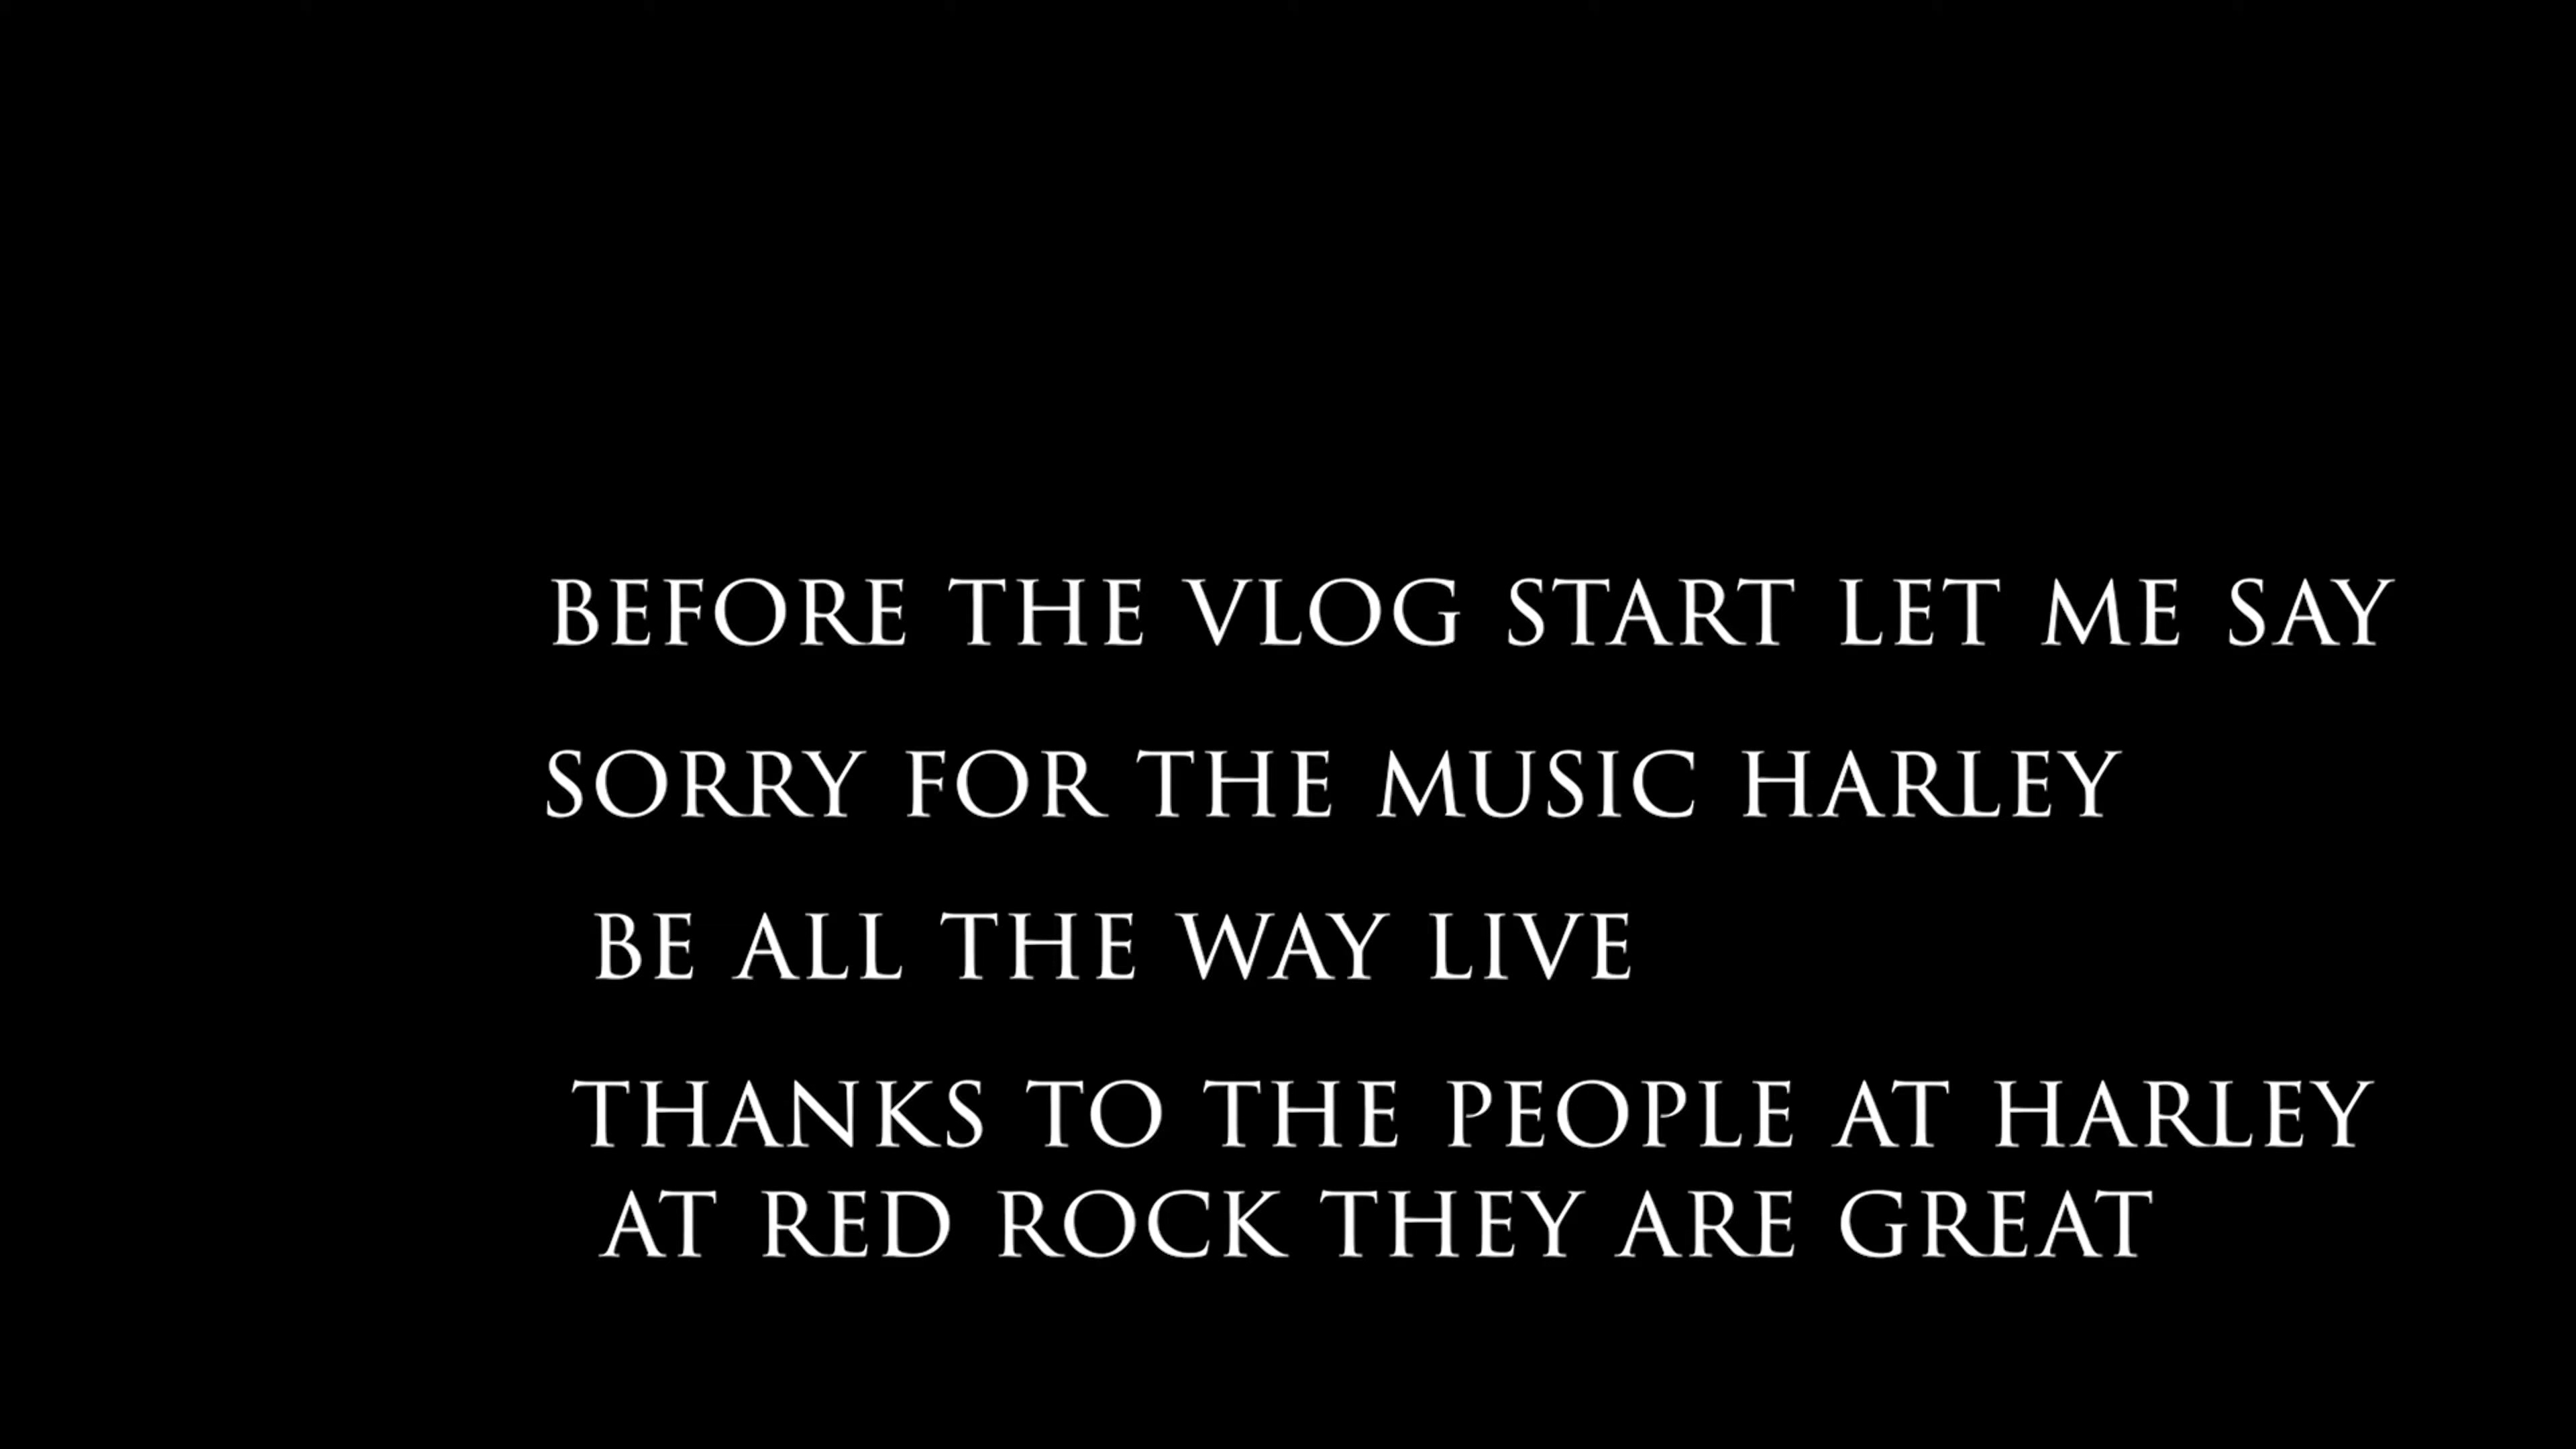 BEFORE THE VLOG START LET ME SAY
SORRY FOR THE MUSIC HARLEY
BE ALL THE WAY LIVE
THANKS TO THE PEOPLE AT HARLEY
AT RED ROCK THEY ARE GREAT